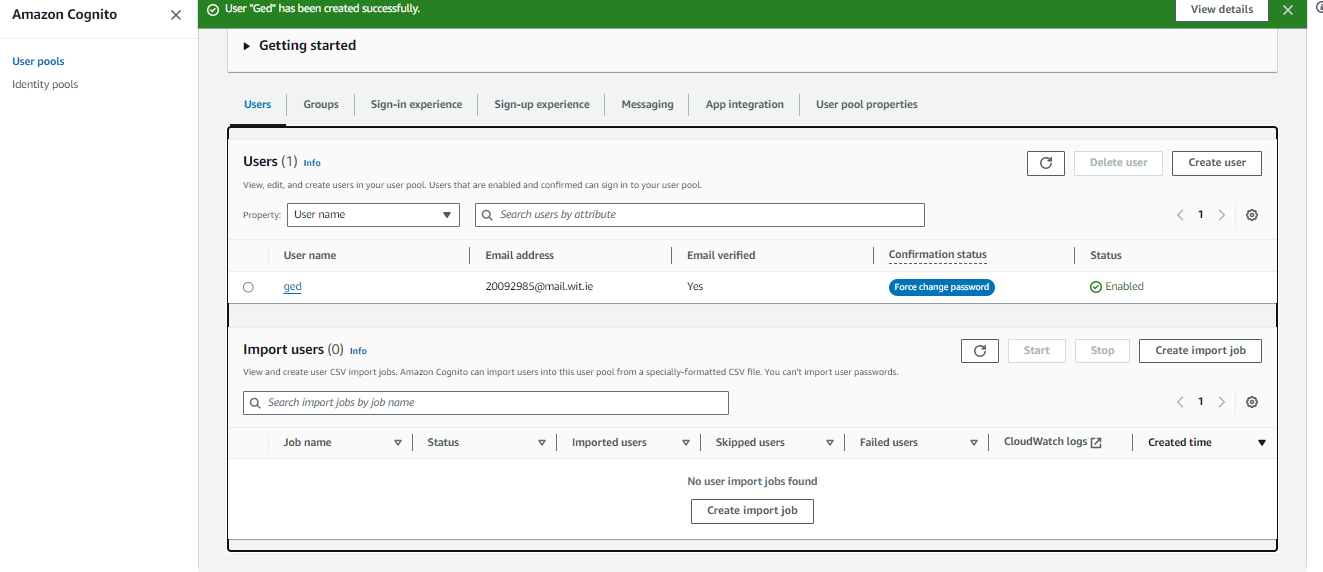 Amazon Cognito
User "Ged" has been created successfully.
View details
User pools
Identity pools
Getting started
Users Groups Sign-in experience Sign-up experience Messaging App integration User pool properties
Users (1) Info
Delete user Create user
View, edit, and create users in your user pool. Users that are enabled and confirmed can sign in to your user pool.
Property: User name Search users by attribute 1
User name Email address Email verified Confirmation status Status
ged 20092985@mail.wit.ie Yes Force change password Enabled
Import users (0) Info
Start Stop Create import job
View and create user CSV import jobs. Amazon Cognito can import users into this user pool from a specially-formatted CSV file. You can't import user passwords.
Search import jobs by job name 1
Job name Status Imported users Skipped users Failed users CloudWatch logs Created time
No user import jobs found
Create import job